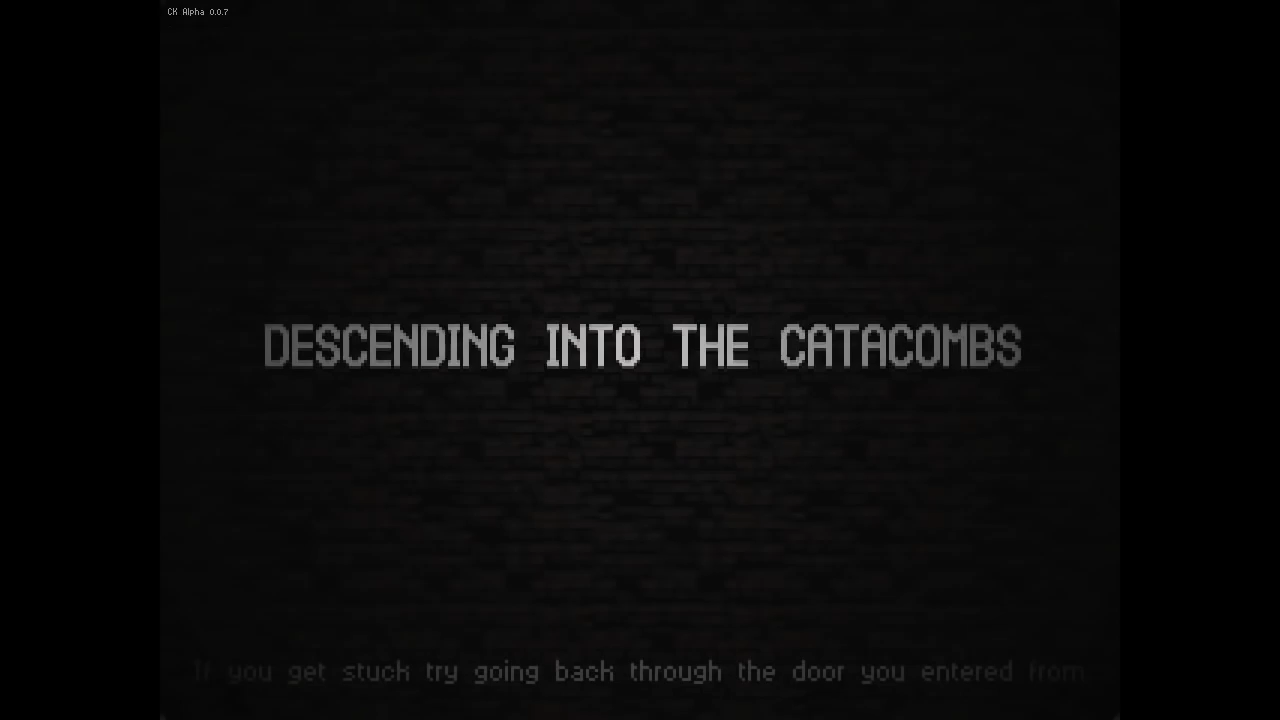 CK Alpha 0.0.7
DESCENDING INTO THE CATACOMBS
If you get stuck try going back through the door you entered from.